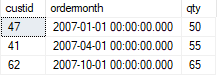 custid ordermonth qty
47 2007-01-01 00:00:00.000 50
41 2007-04-01 00:00:00.000 55
62 2007-10-01 00:00:00.000 65